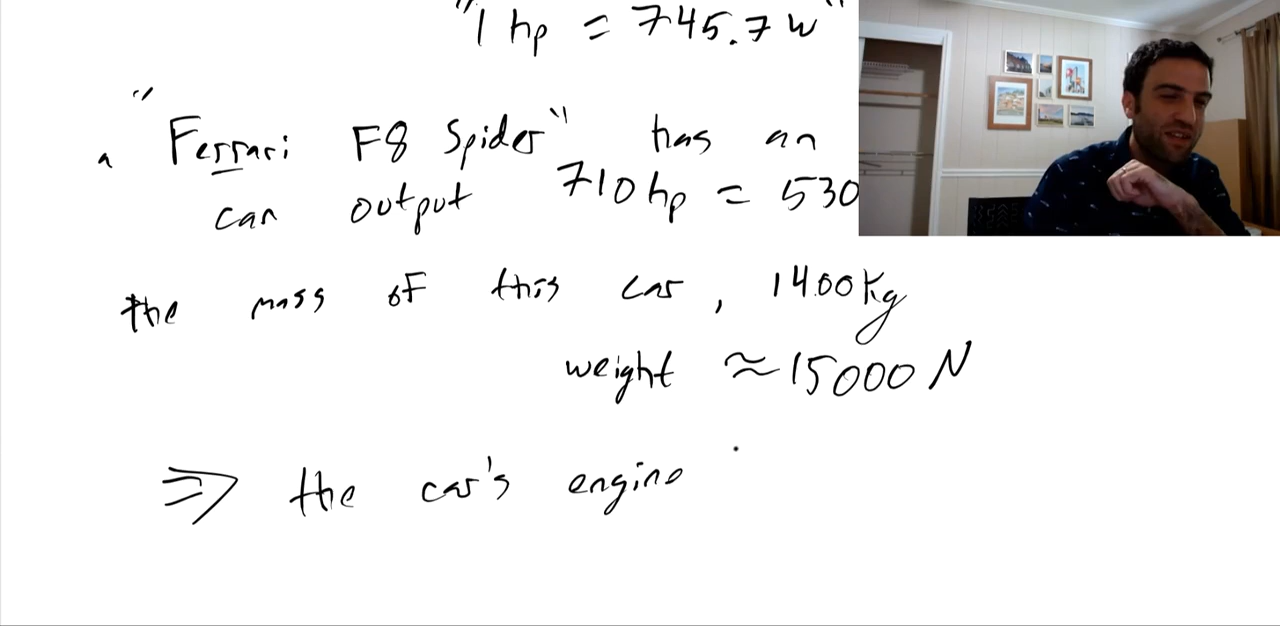 "1 hp = 745.7 W"
a "Ferrari F8 Spider" has an
can output 710 hp = 530
the mass of this car, 1400 kg
weight ≈ 15000 N
⇒ the car's engine